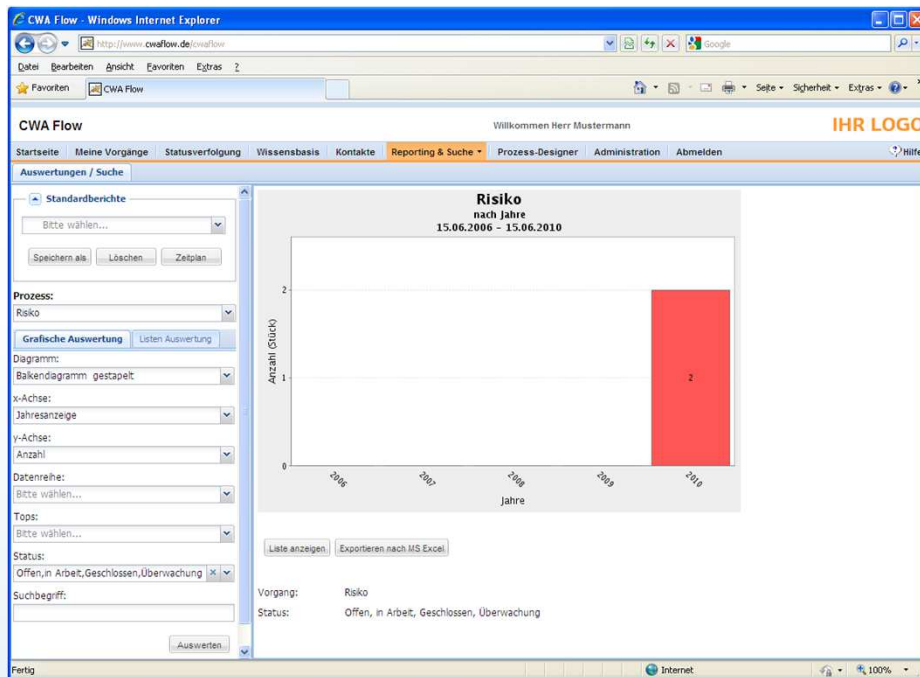 CWA Flow - Windows Internet Explorer
http://www.cwaflow.de/cwaflow
Google
Datei Bearbeiten Ansicht Favoriten Extras ?
Favoriten CWA Flow Seite Sicherheit Extras
CWA Flow Willkommen Herr Mustermann IHR LOGO
Startseite Meine Vorgänge Statusverfolgung Wissensbasis Kontakte Reporting & Suche Prozess-Designer Administration Abmelden Hilfe
Auswertungen / Suche
Standardberichte
Bitte wählen...
Speichern als Löschen Zeitplan
Prozess:
Risiko
Grafische Auswertung Listen Auswertung
Diagramm:
Balkendiagramm gestapelt
x-Achse:
Jahresanzeige
y-Achse:
Anzahl
Datenreihe:
Bitte wählen...
Tops:
Bitte wählen...
Status:
Offen,in Arbeit,Geschlossen,Überwachung
Suchbegriff:
Auswerten
Risiko
nach Jahre
15.06.2006 - 15.06.2010
Anzahl (Stück)
2
1
0
2
2006 2007 2008 2009 2010
Jahre
Liste anzeigen Exportieren nach MS Excel
Vorgang: Risiko
Status: Offen, in Arbeit, Geschlossen, Überwachung
Fertig Internet 100%